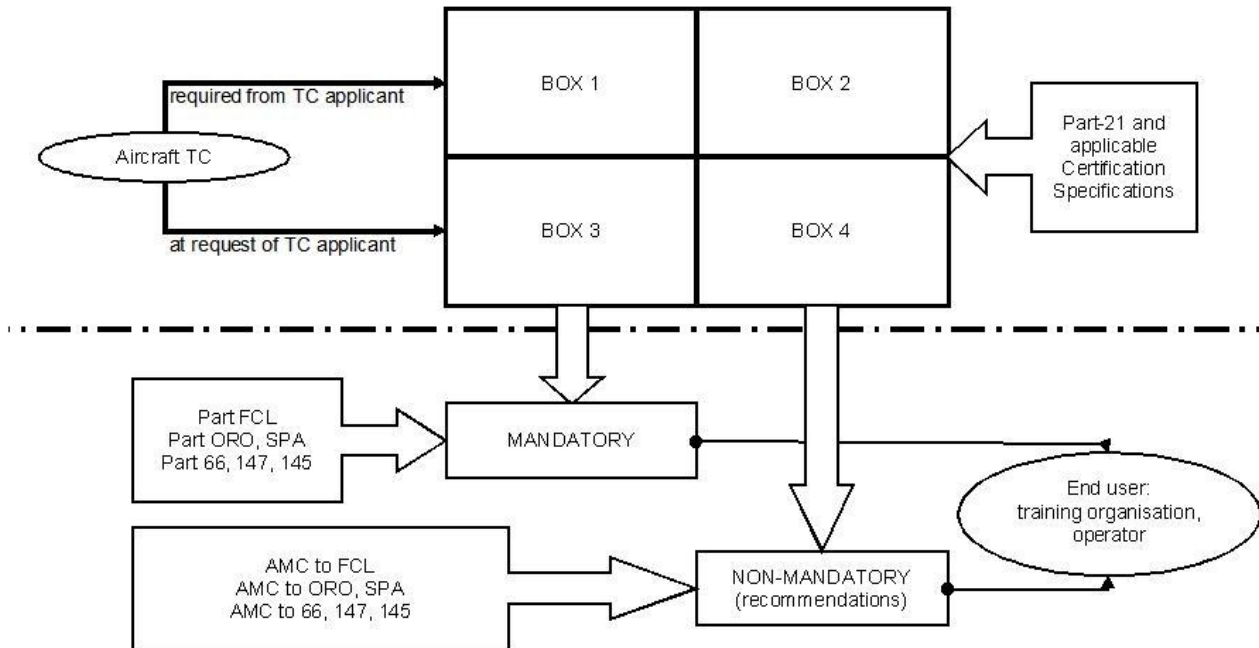 BOX 1
BOX 2
required from TC applicant
Aircraft TC
Part-21 and
applicable
Certification
Specifications
BOX 3
BOX 4
at request of TC applicant
Part FCL
Part ORO, SPA
Part 66, 147, 145
MANDATORY
End user:
training organisation,
operator
AMC to FCL
AMC to ORO, SPA
AMC to 66, 147, 145
NON-MANDATORY
(recommendations)